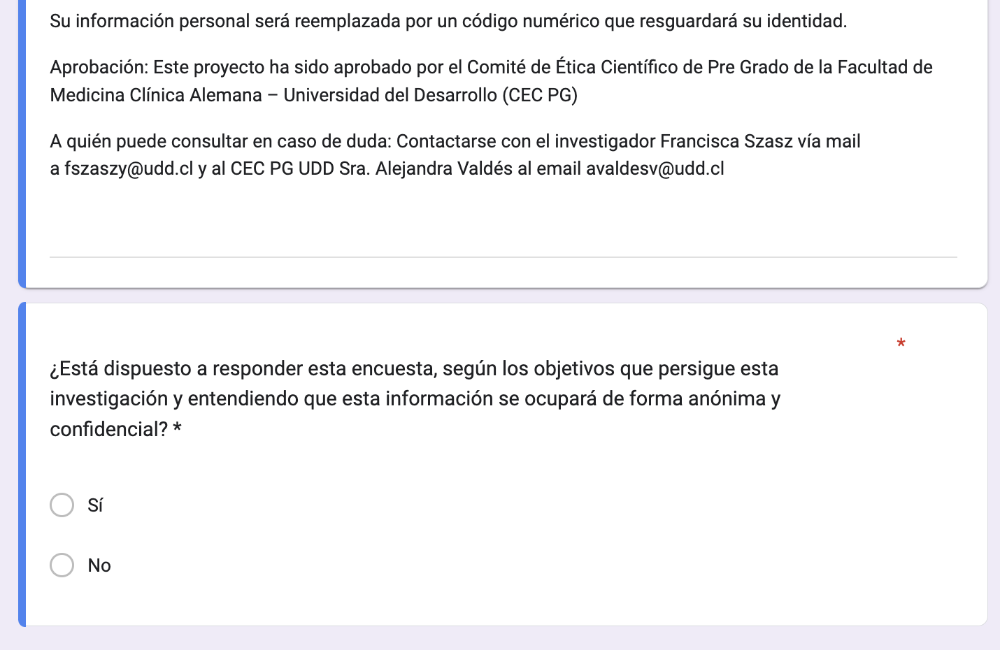 Su información personal será reemplazada por un código numérico que resguardará su identidad.
Aprobación: Este proyecto ha sido aprobado por el Comité de Ética Científico de Pre Grado de la Facultad de
Medicina Clínica Alemana – Universidad del Desarrollo (CEC PG)
A quién puede consultar en caso de duda: Contactarse con el investigador Francisca Szasz vía mail
a fszaszy@udd.cl y al CEC PG UDD Sra. Alejandra Valdés al email avaldesv@udd.cl
*
¿Está dispuesto a responder esta encuesta, según los objetivos que persigue esta
investigación y entendiendo que esta información se ocupará de forma anónima y
confidencial? *
Sí
No